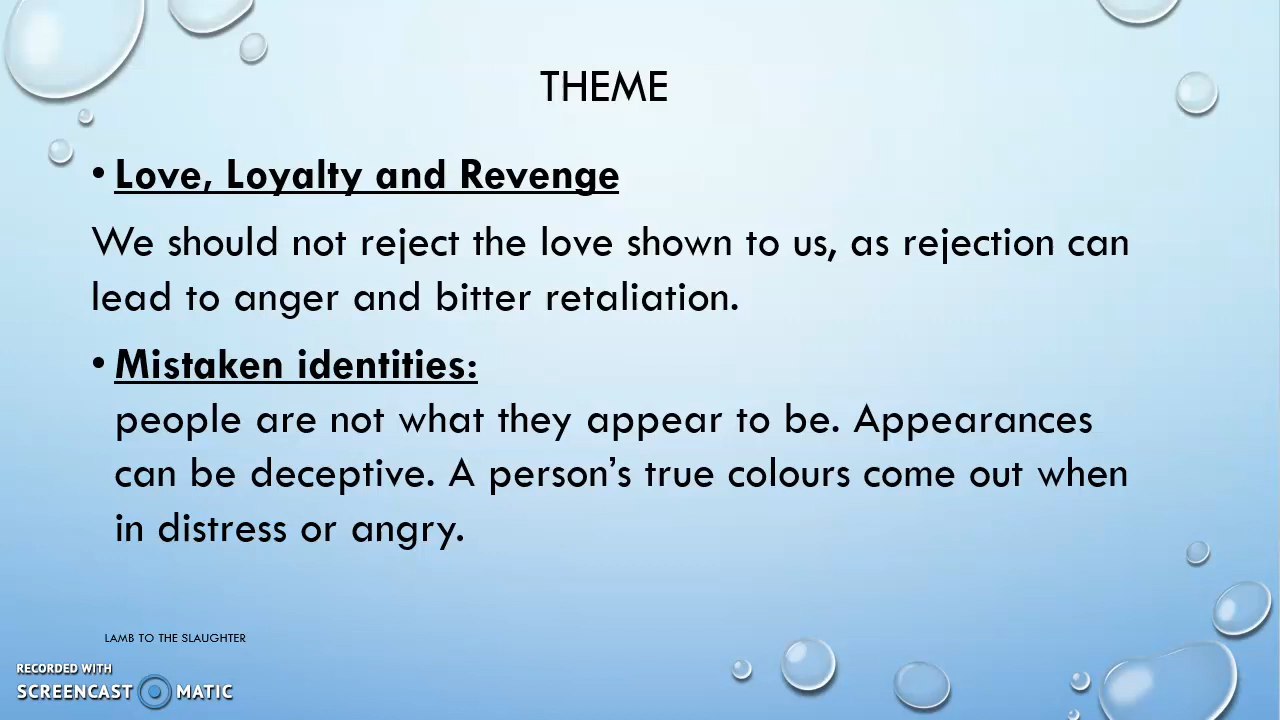 THEME
• Love, Loyalty and Revenge
We should not reject the love shown to us, as rejection can
lead to anger and bitter retaliation.
• Mistaken identities:
people are not what they appear to be. Appearances
can be deceptive. A person’s true colours come out when
in distress or angry.
LAMB TO THE SLAUGHTER
RECORDED WITH
SCREENCAST MATIC